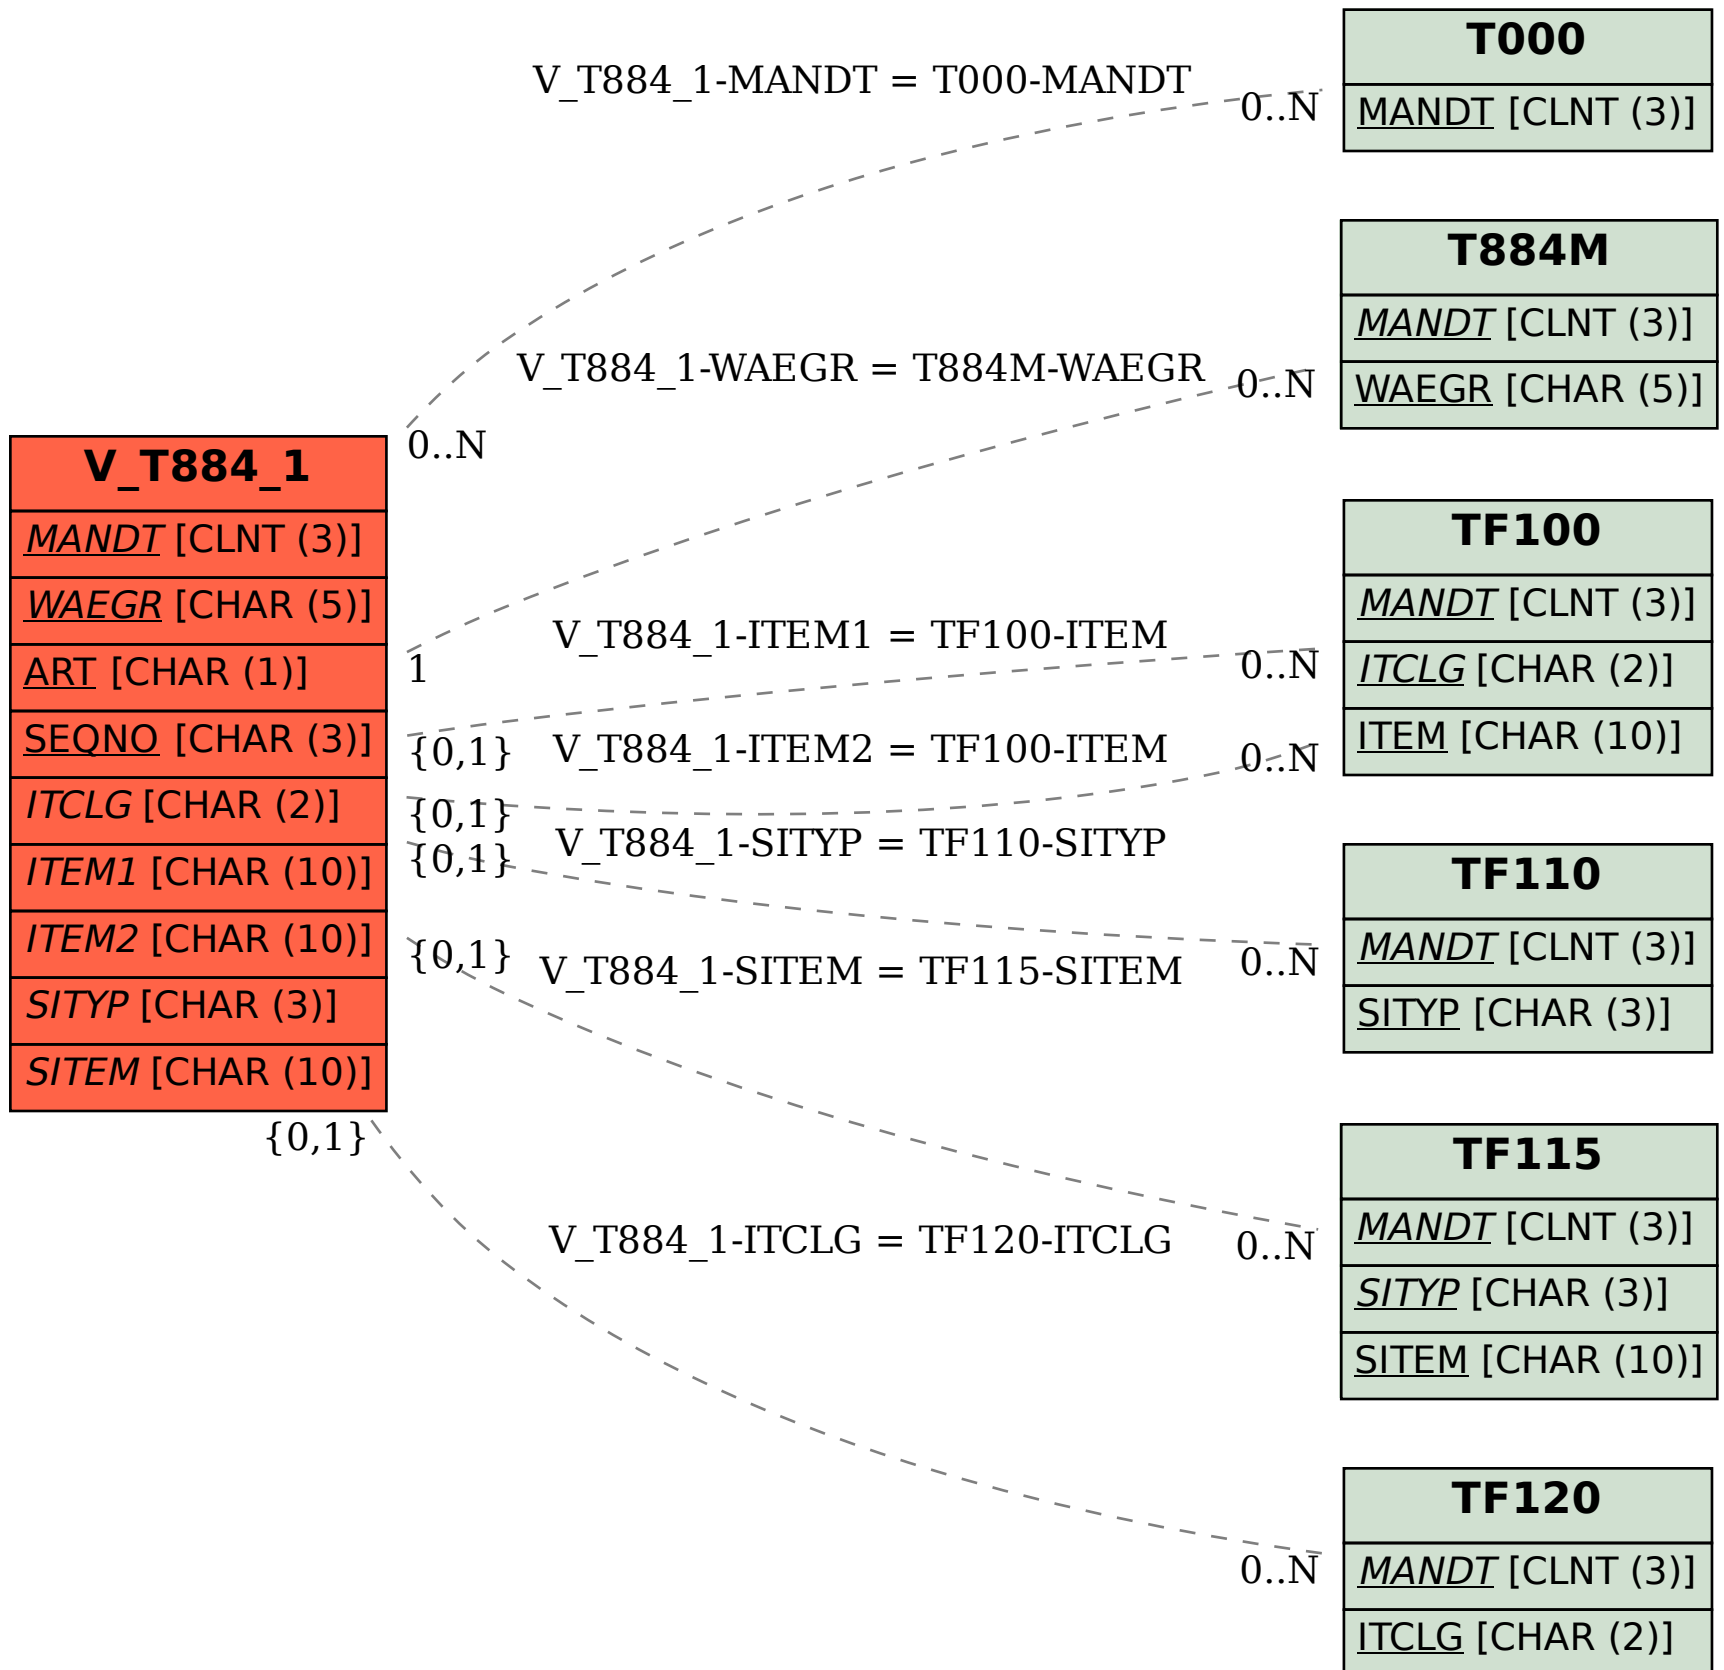 V_T884_1
MANDT [CLNT (3)]
WAEGR [CHAR (5)]
ART [CHAR (1)]
SEQNO [CHAR (3)]
ITCLG [CHAR (2)]
ITEM1 [CHAR (10)]
ITEM2 [CHAR (10)]
SITYP [CHAR (3)]
SITEM [CHAR (10)]
V_T884_1-MANDT = T000-MANDT
0..N
0..N
V_T884_1-WAEGR = T884M-WAEGR
0..N
1
V_T884_1-ITEM1 = TF100-ITEM
0..N
{0,1}
V_T884_1-ITEM2 = TF100-ITEM
0..N
{0,1}
V_T884_1-SITYP = TF110-SITYP
0..N
{0,1}
V_T884_1-SITEM = TF115-SITEM
0..N
{0,1}
V_T884_1-ITCLG = TF120-ITCLG
0..N
{0,1}
T000
MANDT [CLNT (3)]
T884M
MANDT [CLNT (3)]
WAEGR [CHAR (5)]
TF100
MANDT [CLNT (3)]
ITCLG [CHAR (2)]
ITEM [CHAR (10)]
TF110
MANDT [CLNT (3)]
SITYP [CHAR (3)]
TF115
MANDT [CLNT (3)]
SITYP [CHAR (3)]
SITEM [CHAR (10)]
TF120
MANDT [CLNT (3)]
ITCLG [CHAR (2)]